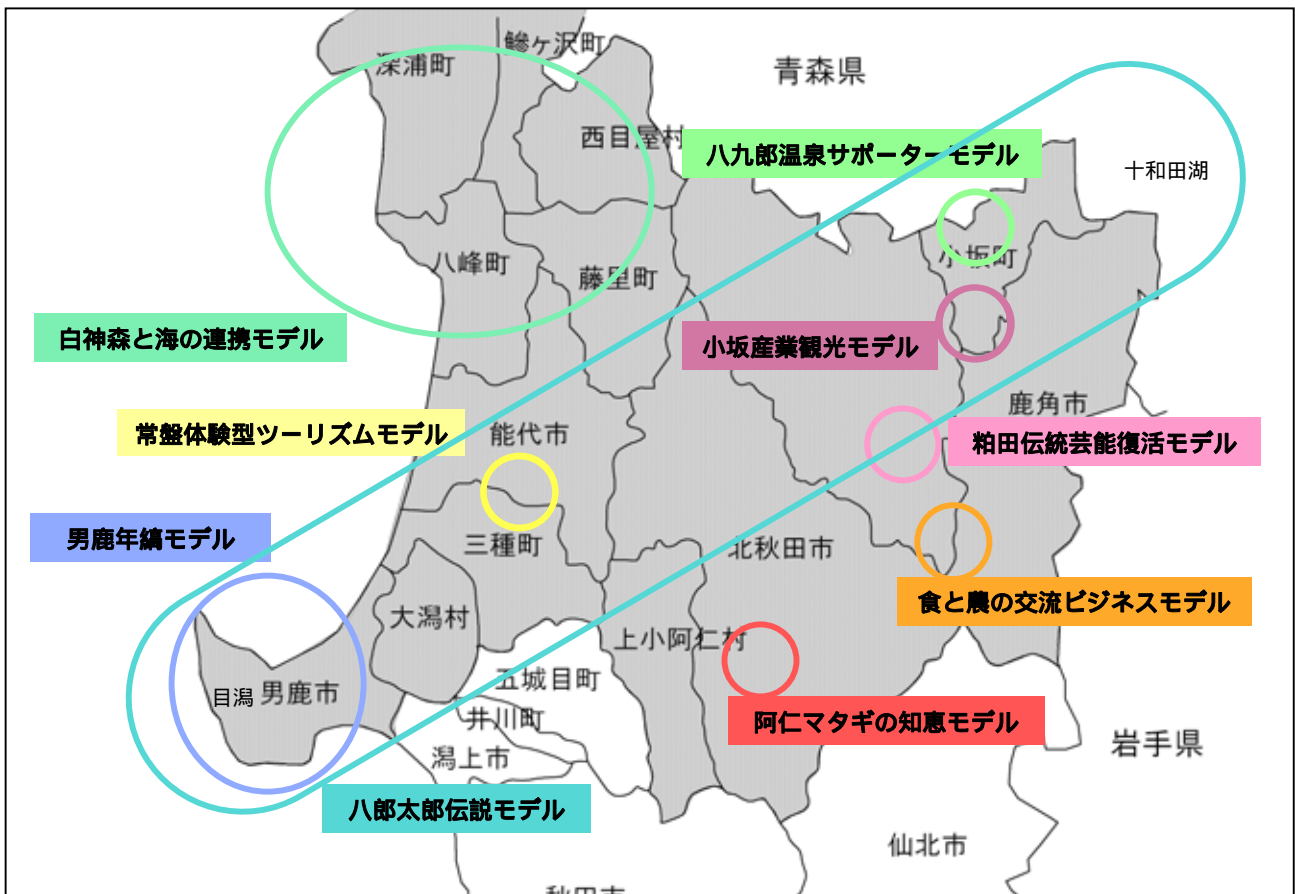 鰺ヶ沢町
深浦町
青森県
西目屋村
八九郎温泉サポーターモデル
十和田湖
小坂町
八峰町
藤里町
白神森と海の連携モデル
小坂産業観光モデル
鹿角市
常盤体験型ツーリズムモデル
能代市
粕田伝統芸能復活モデル
男鹿年縞モデル
三種町
北秋田市
食と農の交流ビジネスモデル
大潟村
上小阿仁村
五城目町
目潟
男鹿市
井川町
阿仁マタギの知恵モデル
岩手県
潟上市
八郎太郎伝説モデル
仙北市
秋田市